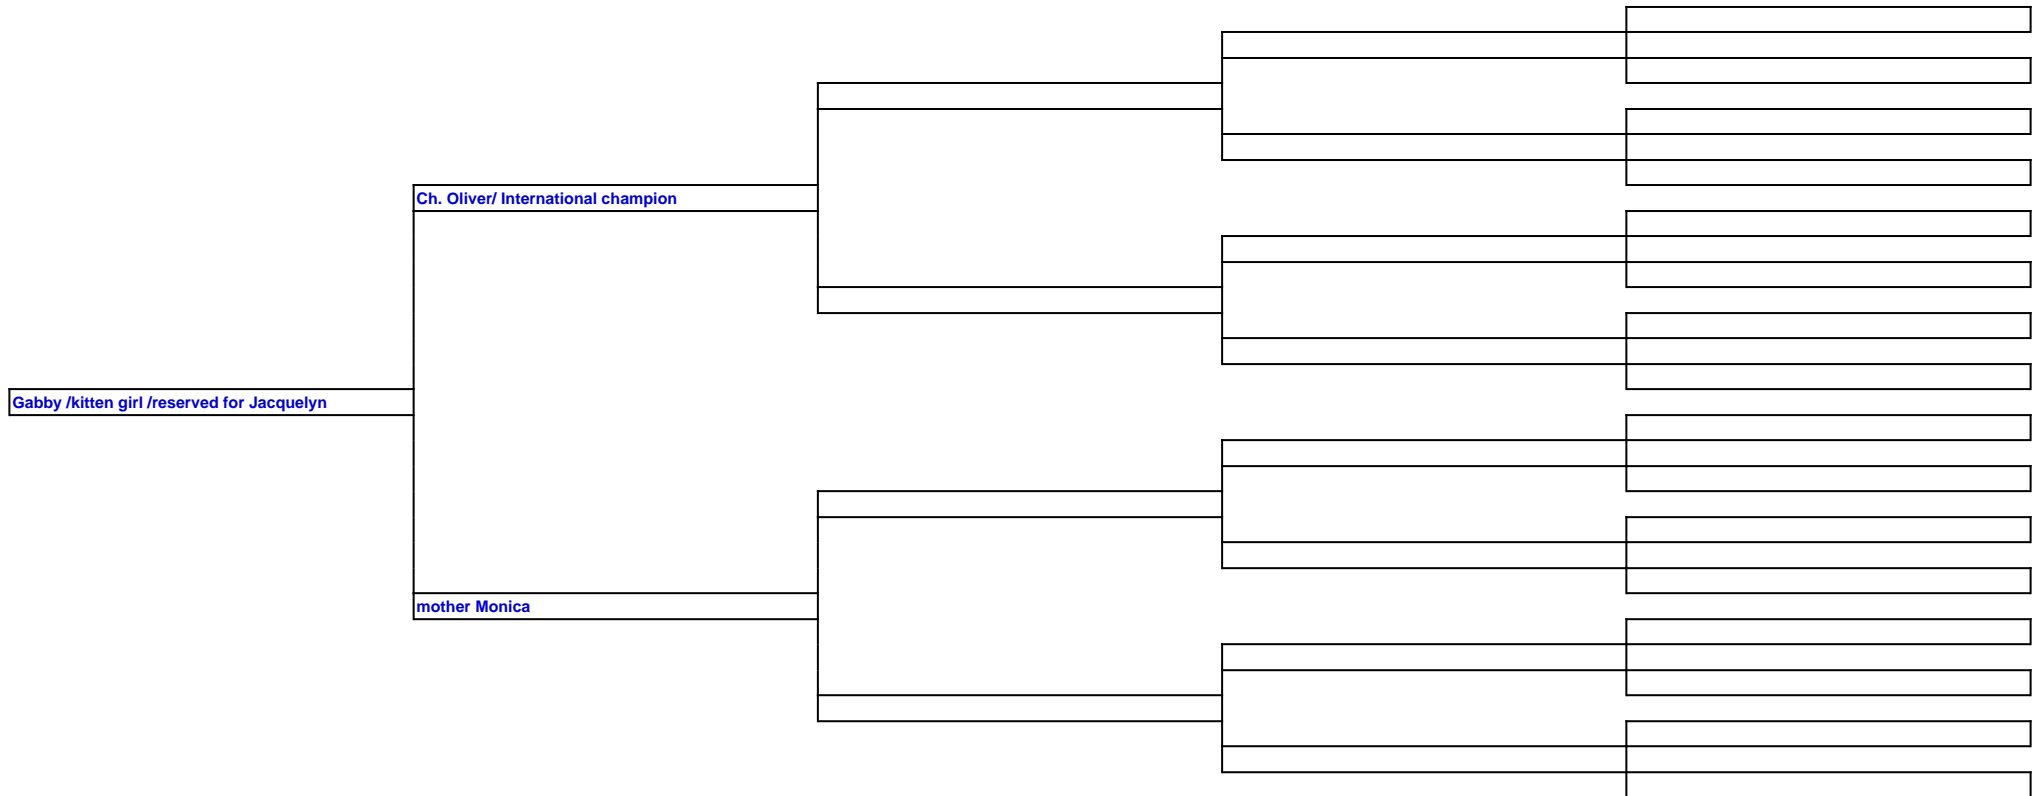 Ch. Oliver/ International champion
Gabby /kitten girl /reserved for Jacquelyn
mother Monica